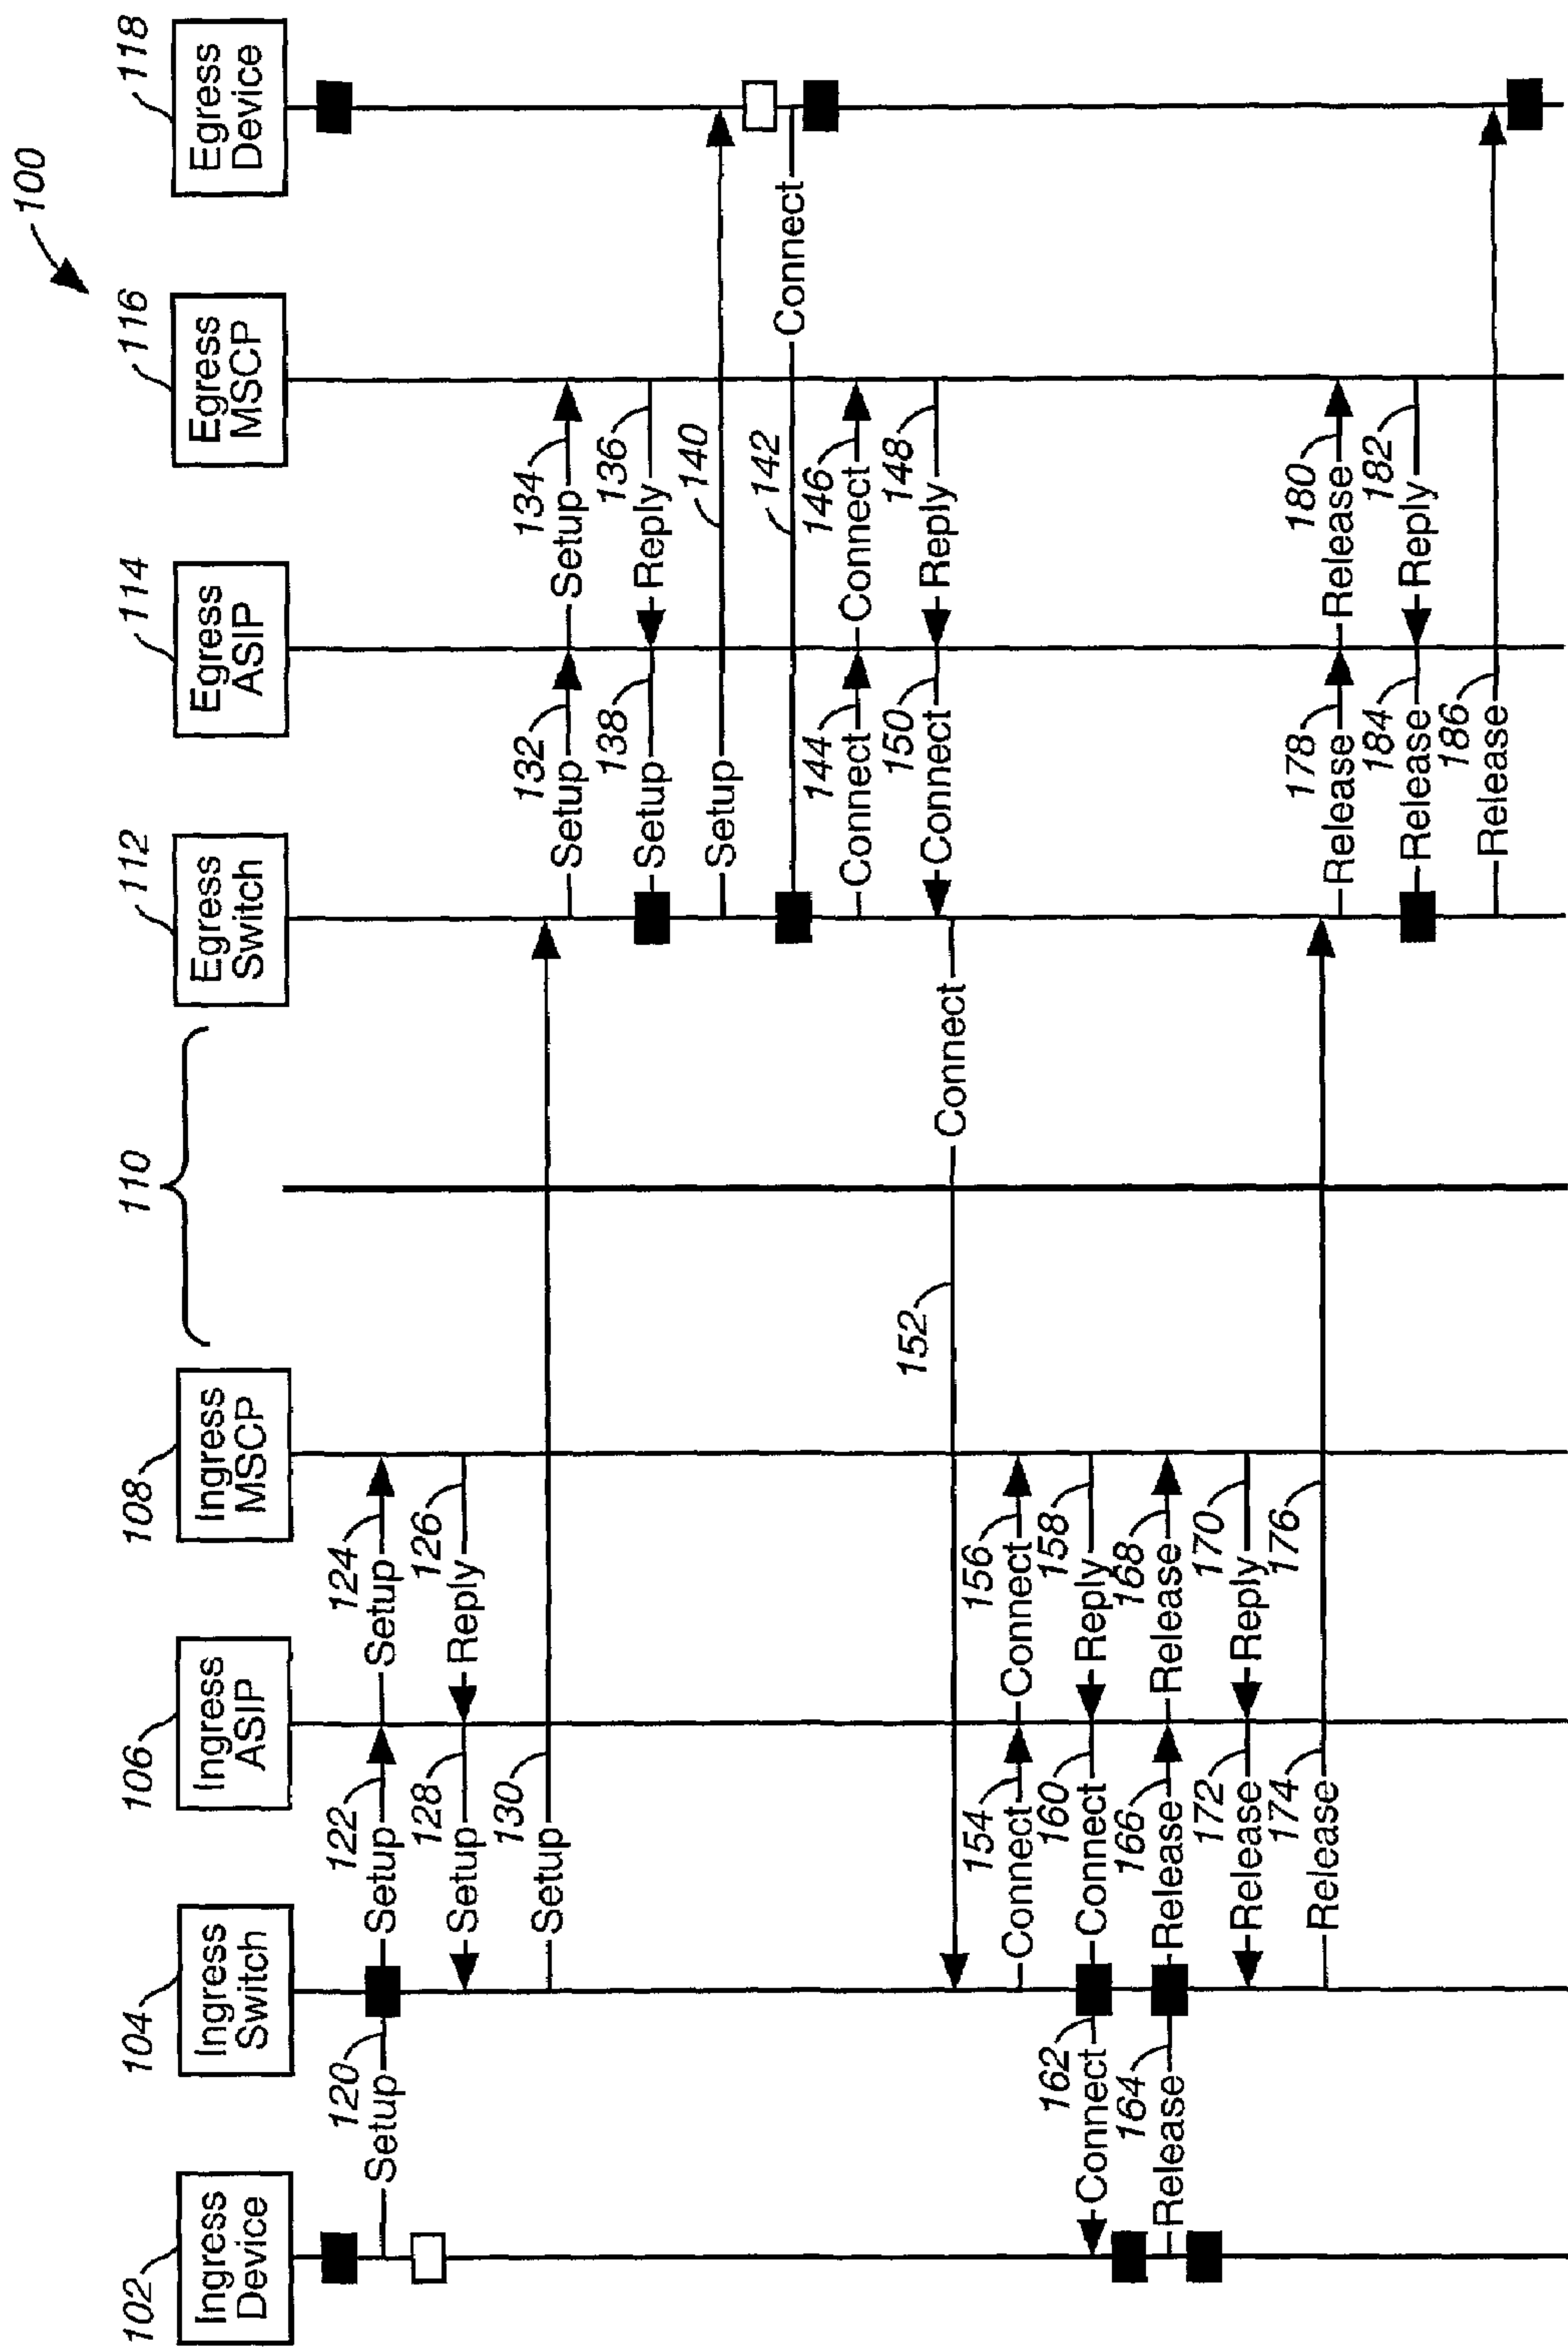 100
102
Ingress
Device
104
Ingress
Switch
106
Ingress
ASIP
108
Ingress
MSCP
110
112
Egress
Switch
114
Egress
ASIP
116
Egress
MSCP
118
Egress
Device
120
Setup
122
Setup
124
Setup
126
Reply
128
Setup
130
Setup
132
Setup
134
Setup
136
Reply
138
Setup
140
Setup
142
Connect
144
Connect
146
Connect
148
Reply
150
Connect
152
Connect
154
Connect
156
Connect
158
Reply
160
Connect
162
Connect
164
Release
166
Release
168
Release
170
Reply
172
Release
174
Release
176
178
Release
180
Release
182
Reply
184
Release
186
Release